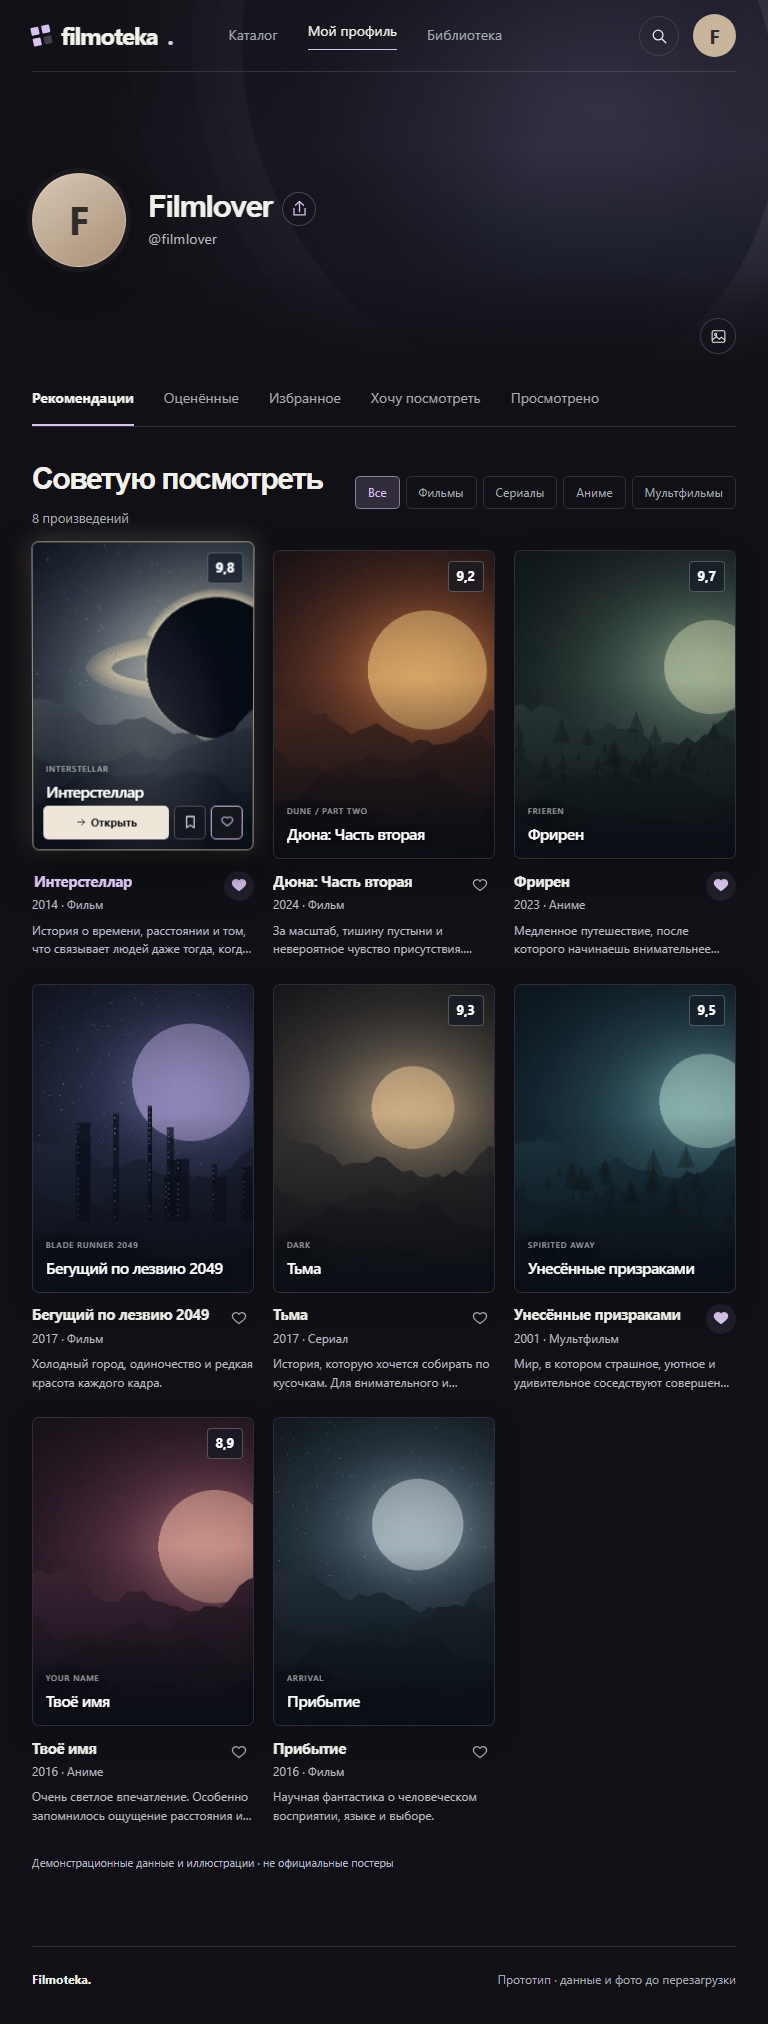 filmoteka.
Каталог
Мой профиль
Библиотека
F
F
Filmlover
@filmlover
Рекомендации
Оценённые
Избранное
Хочу посмотреть
Просмотрено
Советую посмотреть
8 произведений
Все
Фильмы
Сериалы
Аниме
Мультфильмы
9,8
INTERSTELLAR
Интерстеллар
→ Открыть
Интерстеллар
2014 · Фильм
История о времени, расстоянии и том,
что связывает людей даже тогда, когд...
9,2
DUNE / PART TWO
Дюна: Часть вторая
Дюна: Часть вторая
2024 · Фильм
За масштаб, тишину пустыни и
невероятное чувство присутствия....
9,7
FRIEREN
Фрирен
Фрирен
2023 · Аниме
Медленное путешествие, после
которого начинаешь внимательнее...
BLADE RUNNER 2049
Бегущий по лезвию 2049
Бегущий по лезвию 2049
2017 · Фильм
Холодный город, одиночество и редкая
красота каждого кадра.
9,3
DARK
Тьма
Тьма
2017 · Сериал
История, которую хочется собирать по
кусочкам. Для внимательного и...
9,5
SPIRITED AWAY
Унесённые призраками
Унесённые призраками
2001 · Мультфильм
Мир, в котором страшное, уютное и
удивительное соседствуют совершен...
8,9
YOUR NAME
Твоё имя
Твоё имя
2016 · Аниме
Очень светлое впечатление. Особенно
запомнилось ощущение расстояния и...
ARRIVAL
Прибытие
Прибытие
2016 · Фильм
Научная фантастика о человеческом
восприятии, языке и выборе.
Демонстрационные данные и иллюстрации · не официальные постеры
Filmoteka.
Прототип · данные и фото до перезагрузки